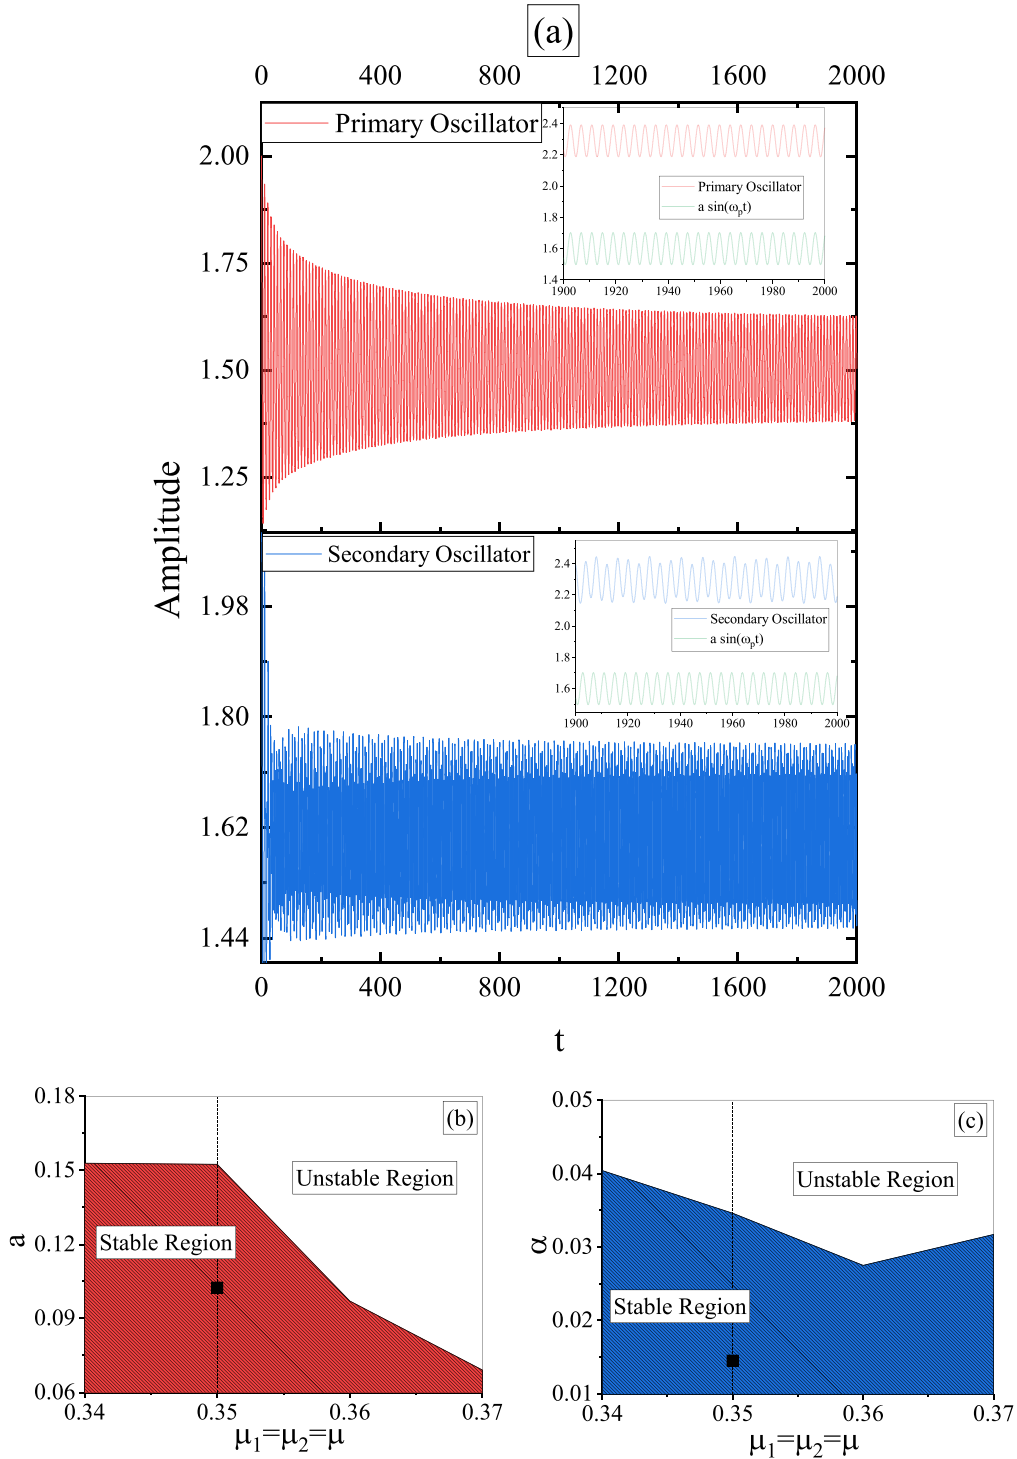 (a)
0 400 800 1200 1600 2000
Primary Oscillator
2.00
1.75
1.50
1.25
2.4
2.2
2.0
1.8
1.6
1.4
Primary Oscillator
a sin(ωpt)
1900 1920 1940 1960 1980 2000
Amplitude
Secondary Oscillator
1.98
1.80
1.62
1.44
2.4
2.2
2.0
1.8
1.6
Secondary Oscillator
a sin(ωpt)
1900 1920 1940 1960 1980 2000
0 400 800 1200 1600 2000
t
(b)
0.18
0.15
0.12
0.09
0.06
a
Unstable Region
Stable Region
0.34 0.35 0.36 0.37
μ1=μ2=μ
(c)
0.05
0.04
0.03
0.02
0.01
α
Unstable Region
Stable Region
0.34 0.35 0.36 0.37
μ1=μ2=μ